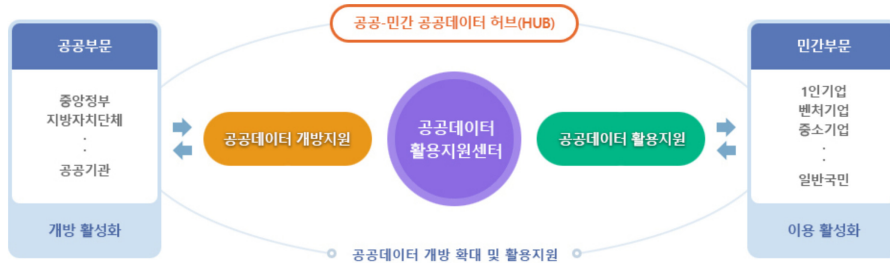 공공-민간 공공데이터 허브(HUB)
공공부문
중앙정부
지방자치단체
.
.
공공기관
개방 활성화
공공데이터 개방지원
공공데이터
활용지원센터
공공데이터 활용지원
민간부문
1인기업
벤처기업
중소기업
.
.
일반국민
이용 활성화
공공데이터 개방 확대 및 활용지원